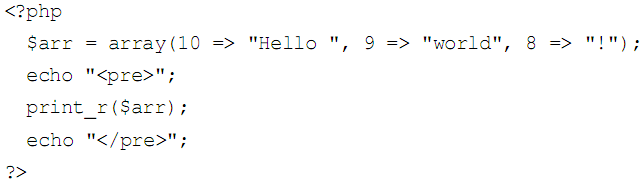 <?php
  $arr = array(10 => "Hello ", 9 => "world", 8 => "!");
  echo "<pre>";
  print_r($arr);
  echo "</pre>";
?>